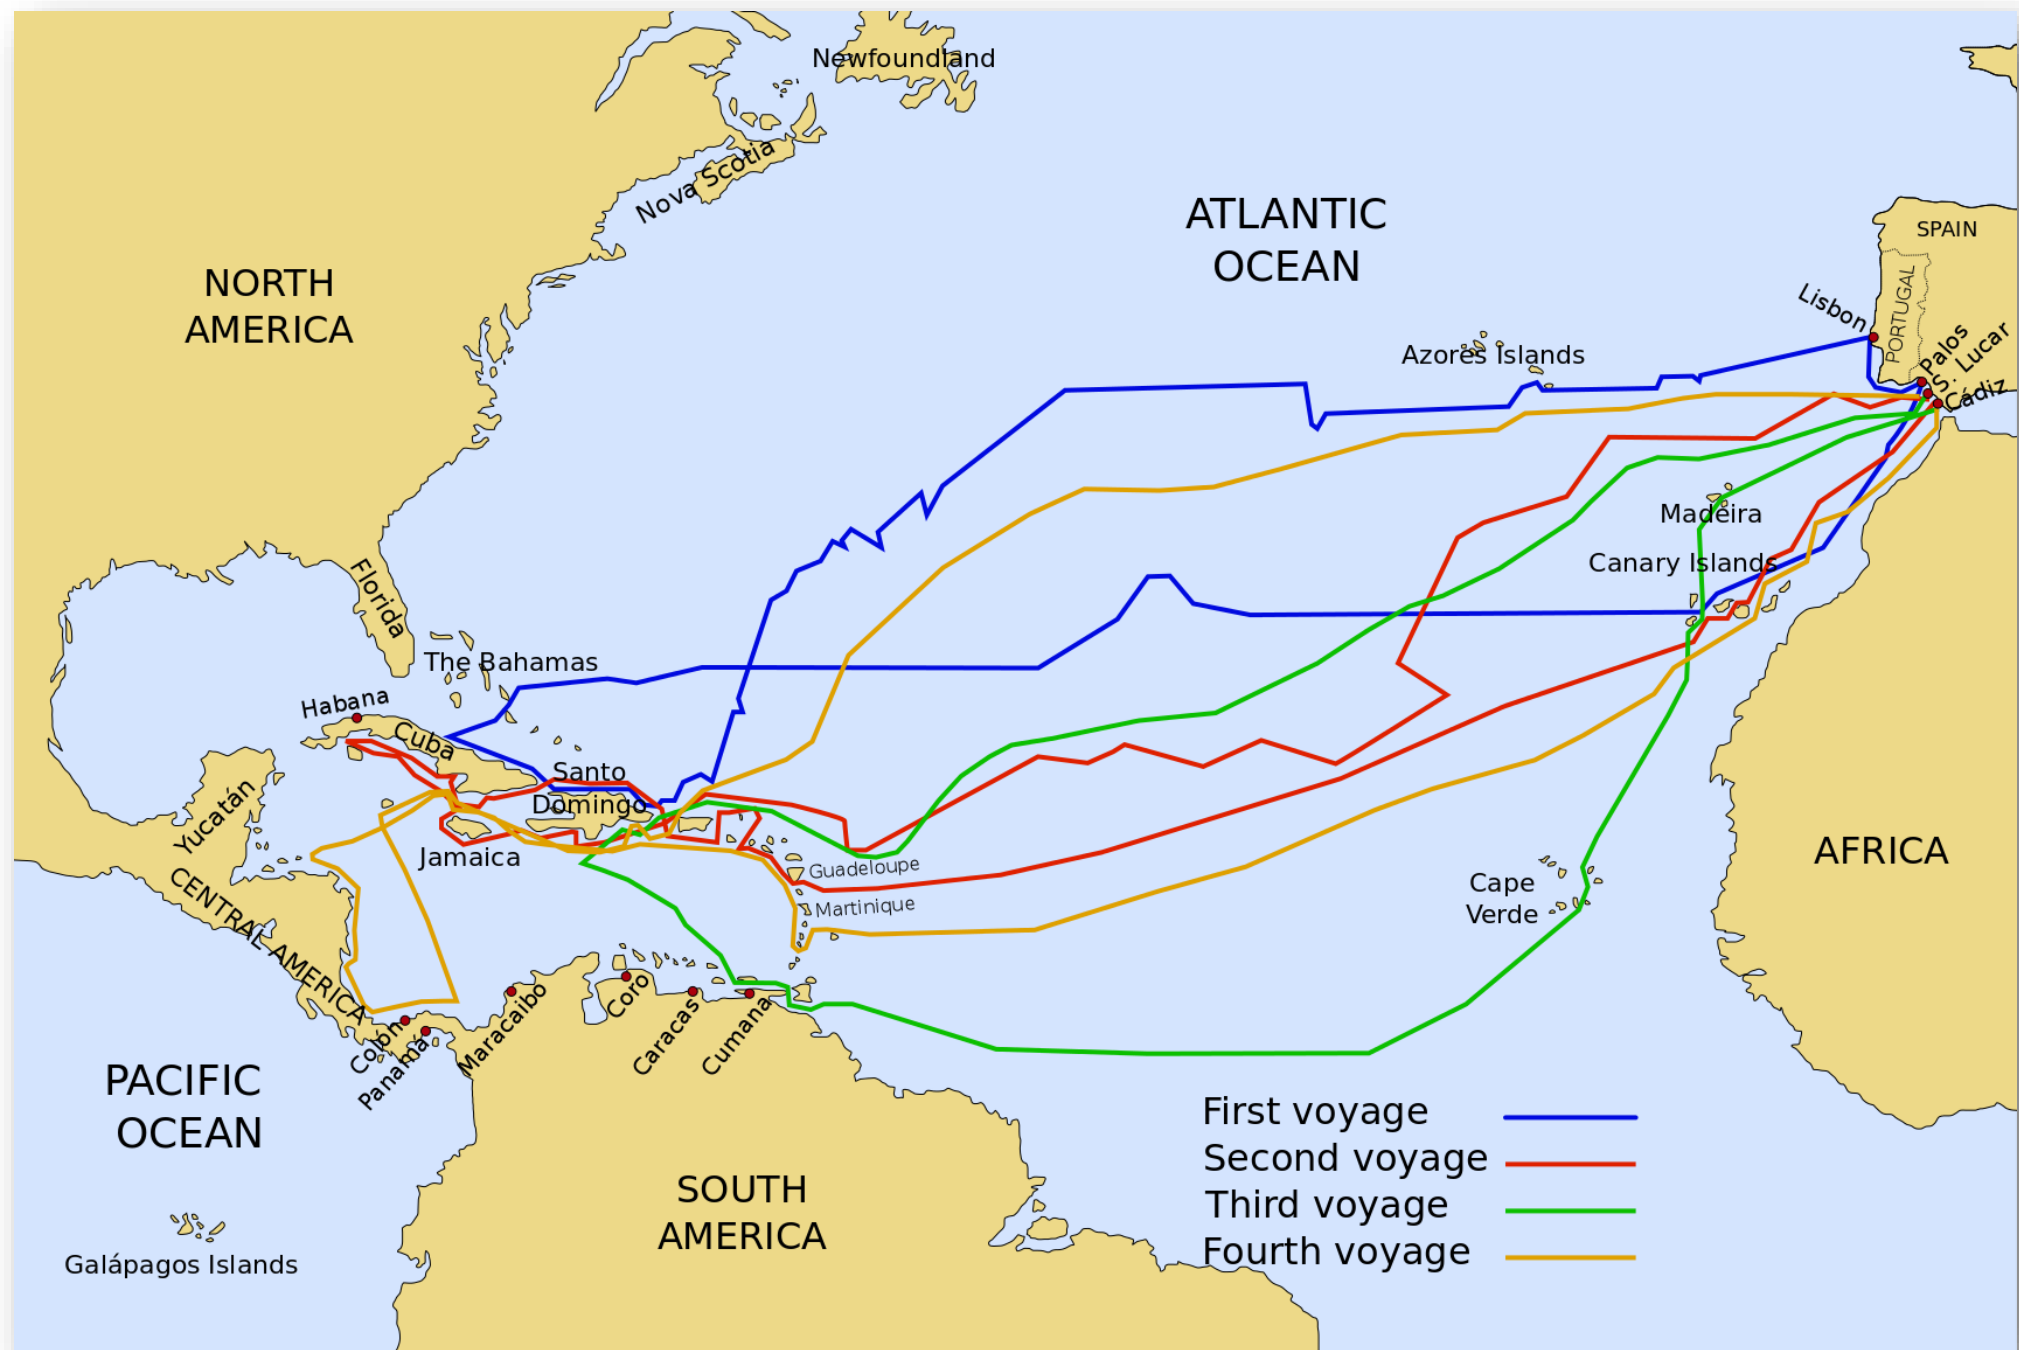 Newfoundland
Nova Scotia
ATLANTIC
OCEAN
SPAIN
PORTUGAL
Lisbon
Palos
S. Lucar
Cádiz
NORTH
AMERICA
Azores Islands
Madeira
Canary Islands
Florida
The Bahamas
Habana
Cuba
Santo
Domingo
Yucatán
Jamaica
Guadeloupe
Martinique
Cape
Verde
AFRICA
CENTRAL AMERICA
Colón
Panamá
Maracaibo
Coro
Caracas
Cumana
PACIFIC
OCEAN
First voyage
Second voyage
Third voyage
Fourth voyage
SOUTH
AMERICA
Galápagos Islands